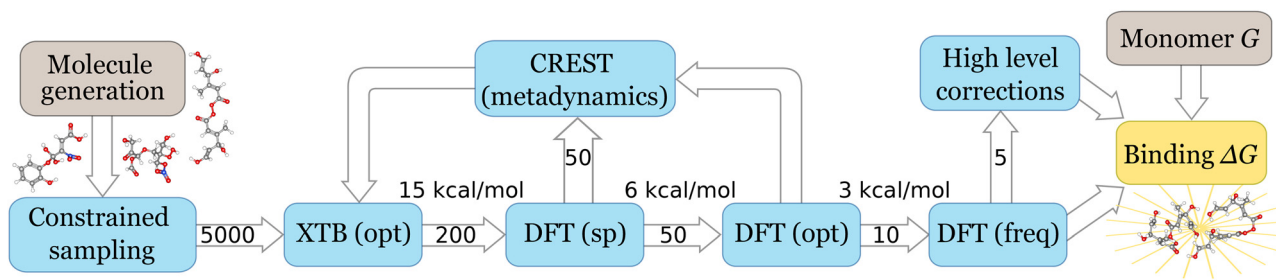 Molecule
generation
Constrained
sampling
5000
XTB (opt)
15 kcal/mol
200
CREST
(metadynamics)
50
DFT (sp)
6 kcal/mol
50
DFT (opt)
3 kcal/mol
10
DFT (freq)
5
High level
corrections
Monomer G
Binding ΔG